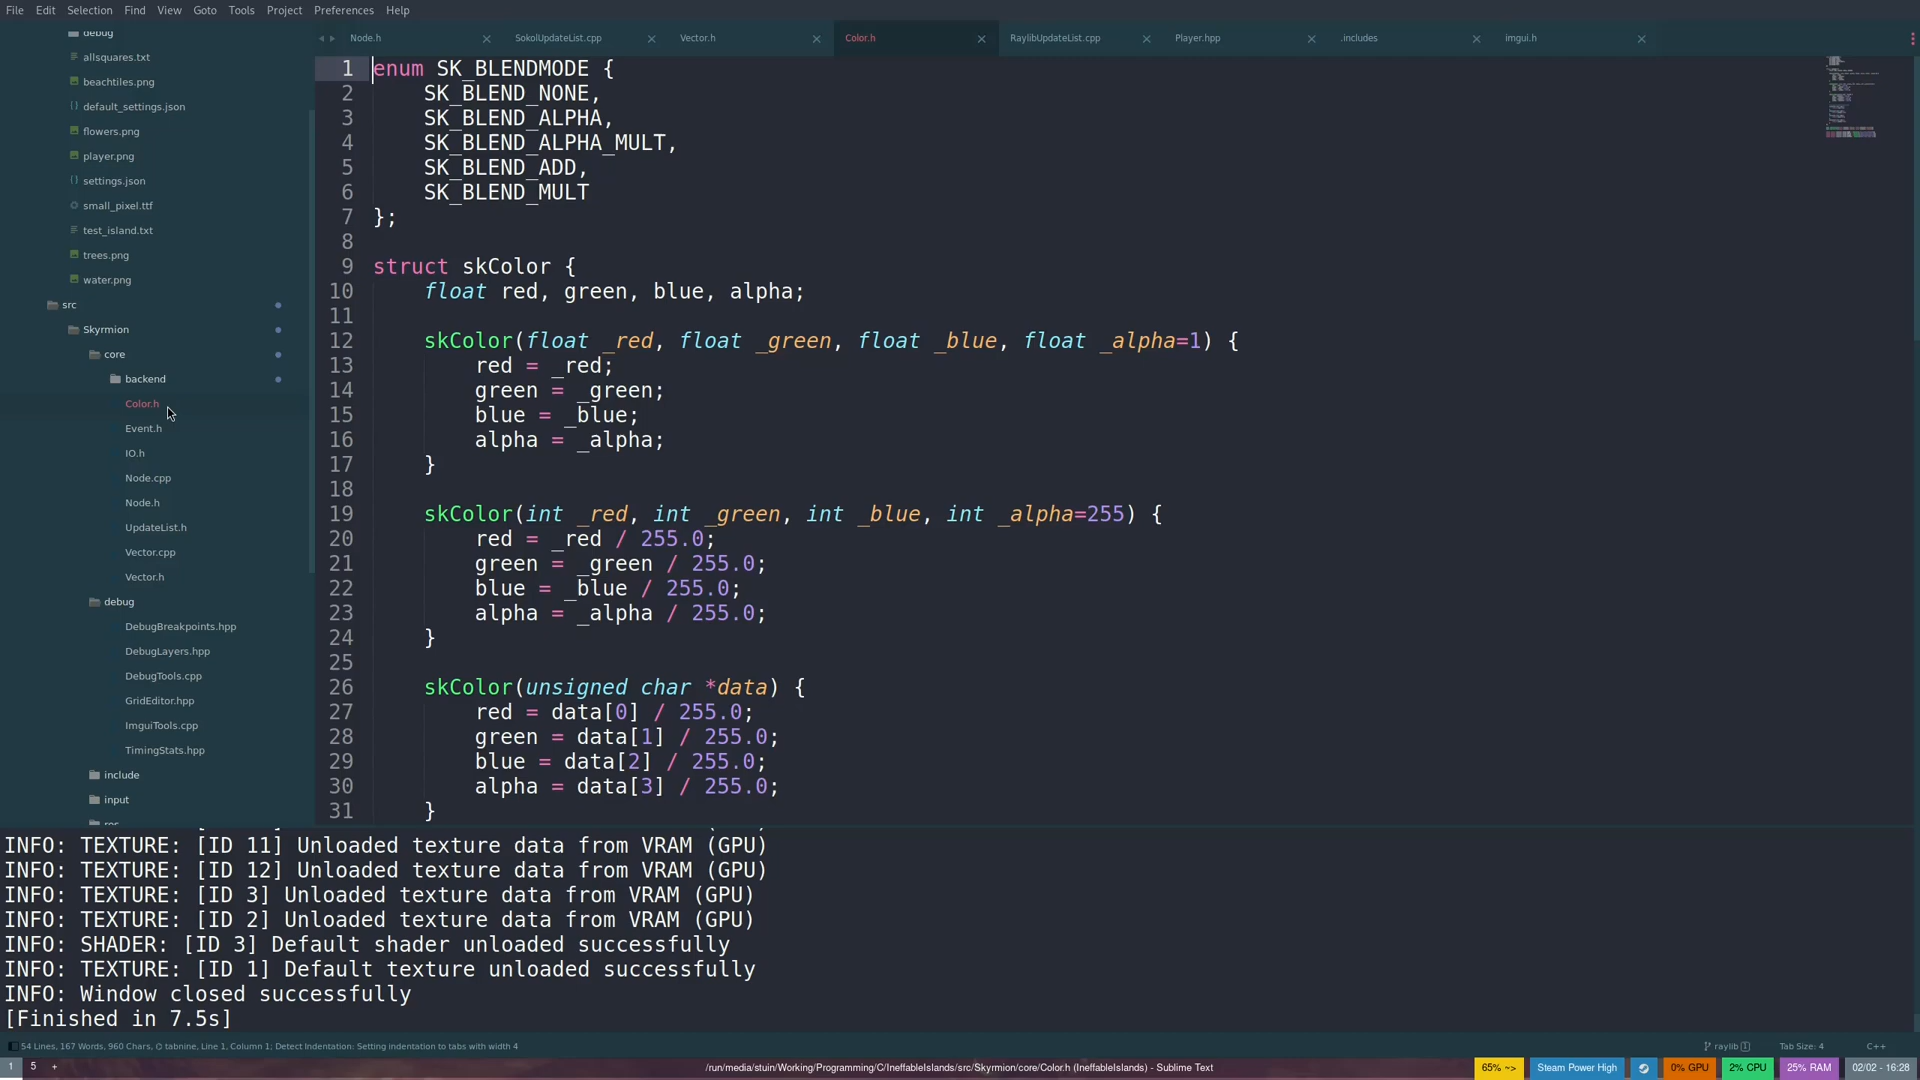 File Edit Selection Find View Goto Tools Project Preferences Help
debug
allsquares.txt
beachtiles.png
default_settings.json
flowers.png
player.png
settings.json
small_pixel.ttf
test_island.txt
trees.png
water.png
src
Skyrmion
core
backend
Color.h
Event.h
IO.h
Node.cpp
Node.h
UpdateList.h
Vector.cpp
Vector.h
debug
DebugBreakpoints.hpp
DebugLayers.hpp
DebugTools.cpp
GridEditor.hpp
ImguiTools.cpp
TimingStats.hpp
include
input
Node.h SokolUpdateList.cpp Vector.h Color.h RaylibUpdateList.cpp Player.hpp .includes imgui.h
1 enum SK_BLENDMODE {
2 SK_BLEND_NONE,
3 SK_BLEND_ALPHA,
4 SK_BLEND_ALPHA_MULT,
5 SK_BLEND_ADD,
6 SK_BLEND_MULT
7 };
8
9 struct skColor {
10 float red, green, blue, alpha;
11
12 skColor(float _red, float _green, float _blue, float _alpha=1) {
13 red = _red;
14 green = _green;
15 blue = _blue;
16 alpha = _alpha;
17 }
18
19 skColor(int _red, int _green, int _blue, int _alpha=255) {
20 red = _red / 255.0;
21 green = _green / 255.0;
22 blue = _blue / 255.0;
23 alpha = _alpha / 255.0;
24 }
25
26 skColor(unsigned char *data) {
27 red = data[0] / 255.0;
28 green = data[1] / 255.0;
29 blue = data[2] / 255.0;
30 alpha = data[3] / 255.0;
31 }
INFO: TEXTURE: [ID 11] Unloaded texture data from VRAM (GPU)
INFO: TEXTURE: [ID 12] Unloaded texture data from VRAM (GPU)
INFO: TEXTURE: [ID 3] Unloaded texture data from VRAM (GPU)
INFO: TEXTURE: [ID 2] Unloaded texture data from VRAM (GPU)
INFO: SHADER: [ID 3] Default shader unloaded successfully
INFO: TEXTURE: [ID 1] Default texture unloaded successfully
INFO: Window closed successfully
[Finished in 7.5s]
54 Lines, 167 Words, 960 Chars, tabnine, Line 1, Column 1; Detect Indentation: Setting indentation to tabs with width 4 raylib 1 Tab Size: 4 C++
1 5 + /run/media/stuin/Working/Programming/C/IneffableIslands/src/Skyrmion/core/Color.h (IneffableIslands) - Sublime Text 65% ~> Steam Power High 0% GPU 2% CPU 25% RAM 02/02 - 16:28